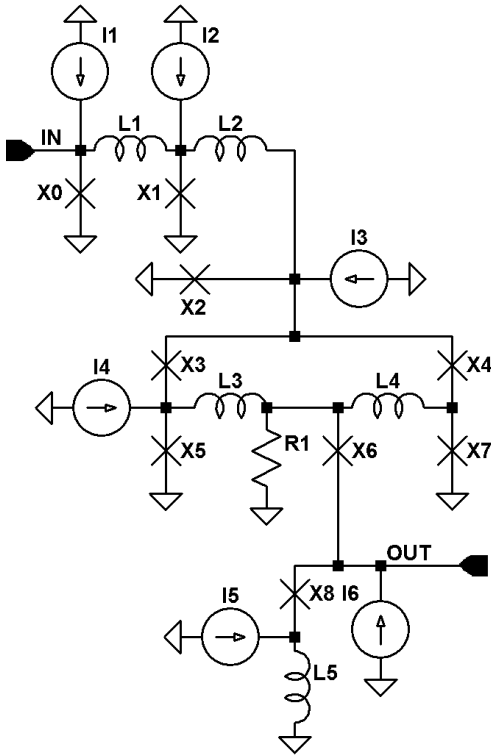 I1 I2
IN L1 L2
X0 X1
I3
X2
X3 X4
I4 L3 L4
X5 R1 X6 X7
OUT
I5 X8 I6
L5